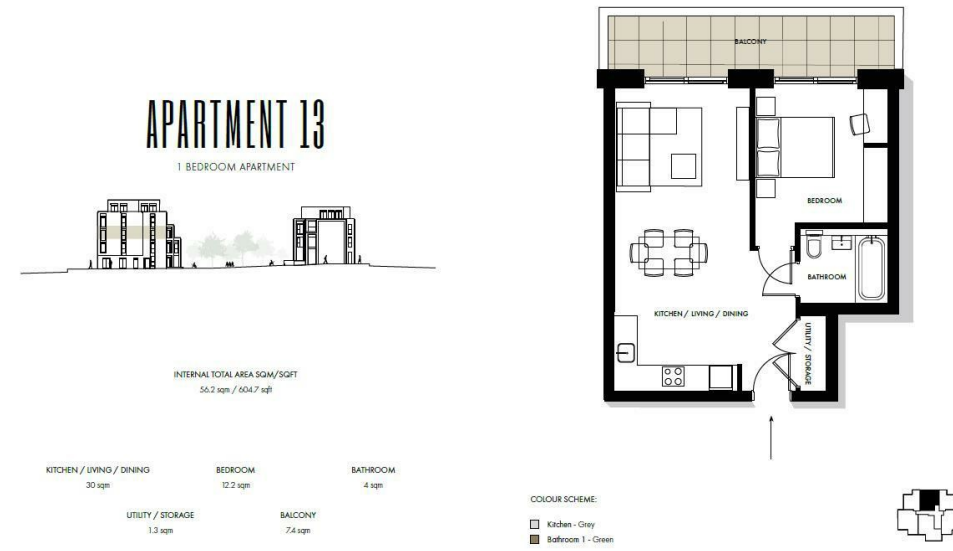 APARTMENT 13
1 BEDROOM APARTMENT
INTERNAL TOTAL AREA SQM/SQFT
56.2 sqm / 604.7 sqft
KITCHEN / LIVING / DINING
30 sqm
BEDROOM
12.2 sqm
BATHROOM
4 sqm
UTILITY / STORAGE
1.3 sqm
BALCONY
7.4 sqm
BALCONY
BEDROOM
BATHROOM
KITCHEN / LIVING / DINING
UTILITY / STORAGE
COLOUR SCHEME:
Kitchen - Grey
Bathroom 1 - Green